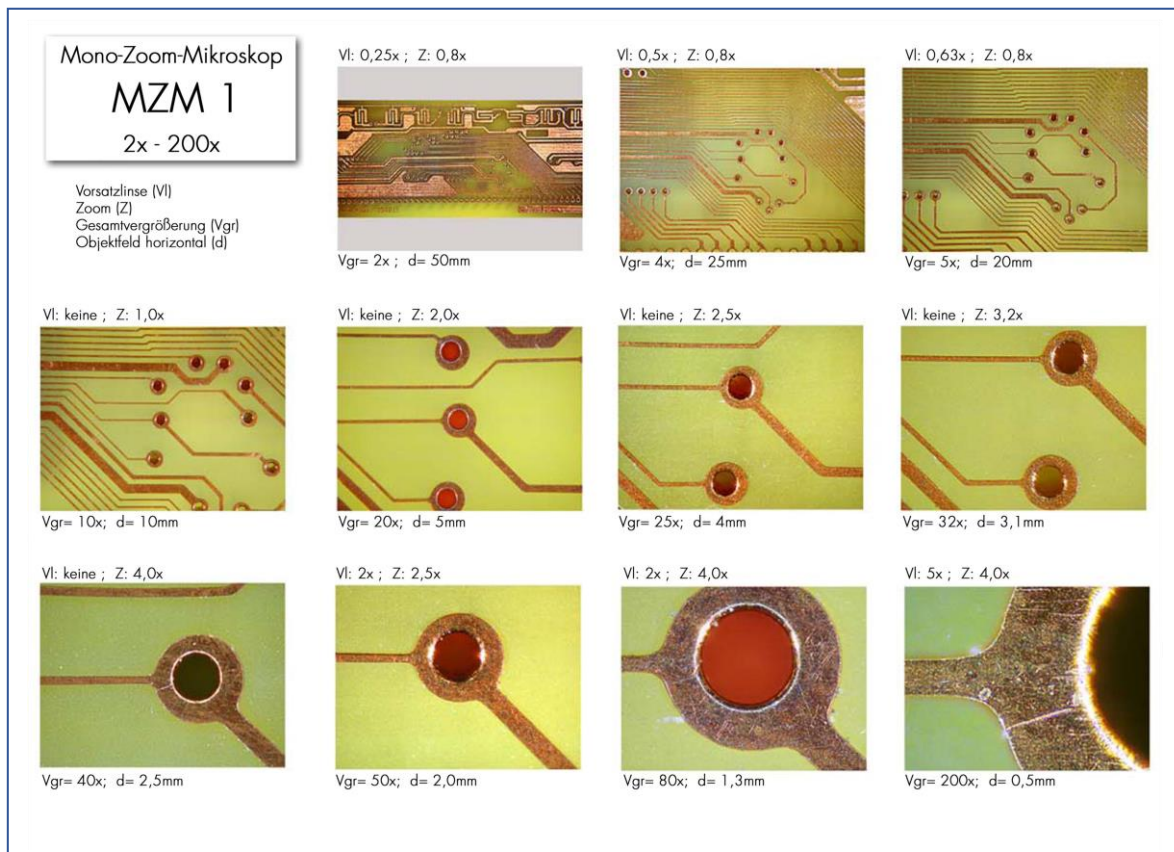 Mono-Zoom-Mikroskop
MZM 1
2x - 200x
Vorsatzlinse (Vl)
Zoom (Z)
Gesamtvergrößerung (Vgr)
Objektfeld horizontal (d)
Vl: 0,25x ; Z: 0,8x
Vgr= 2x ; d= 50mm
Vl: 0,5x ; Z: 0,8x
Vgr= 4x; d= 25mm
Vl: 0,63x ; Z: 0,8x
Vgr= 5x; d= 20mm
Vl: keine ; Z: 1,0x
Vgr= 10x; d= 10mm
Vl: keine ; Z: 2,0x
Vgr= 20x; d= 5mm
Vl: keine ; Z: 2,5x
Vgr= 25x; d= 4mm
Vl: keine ; Z: 3,2x
Vgr= 32x; d= 3,1mm
Vl: keine ; Z: 4,0x
Vgr= 40x; d= 2,5mm
Vl: 2x ; Z: 2,5x
Vgr= 50x; d= 2,0mm
Vl: 2x ; Z: 4,0x
Vgr= 80x; d= 1,3mm
Vl: 5x ; Z: 4,0x
Vgr= 200x; d= 0,5mm